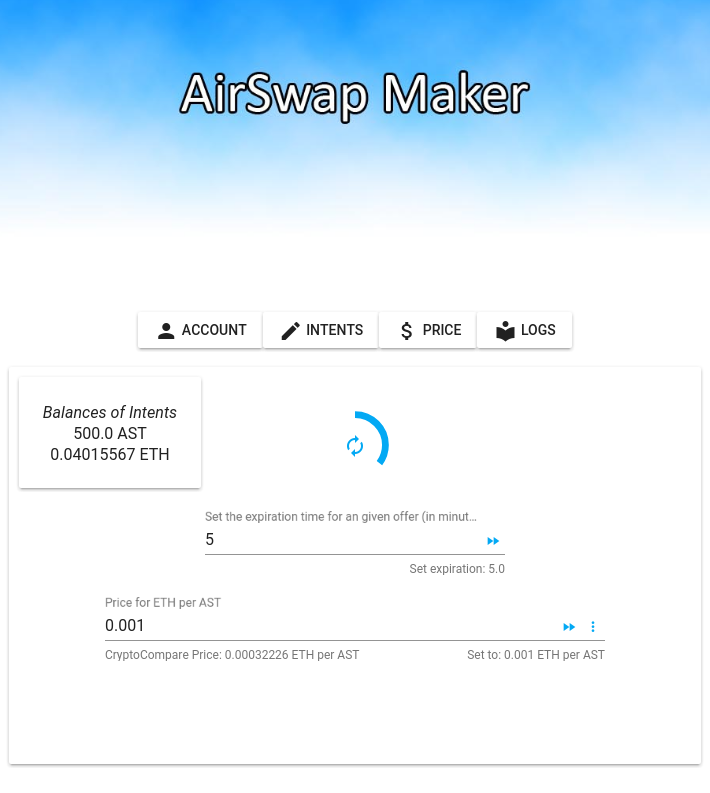 AirSwap Maker
ACCOUNT INTENTS PRICE LOGS
Balances of Intents
500.0 AST
0.04015567 ETH
Set the expiration time for an given offer (in minut...
5
Set expiration: 5.0
Price for ETH per AST
0.001
CryptoCompare Price: 0.00032226 ETH per AST Set to: 0.001 ETH per AST